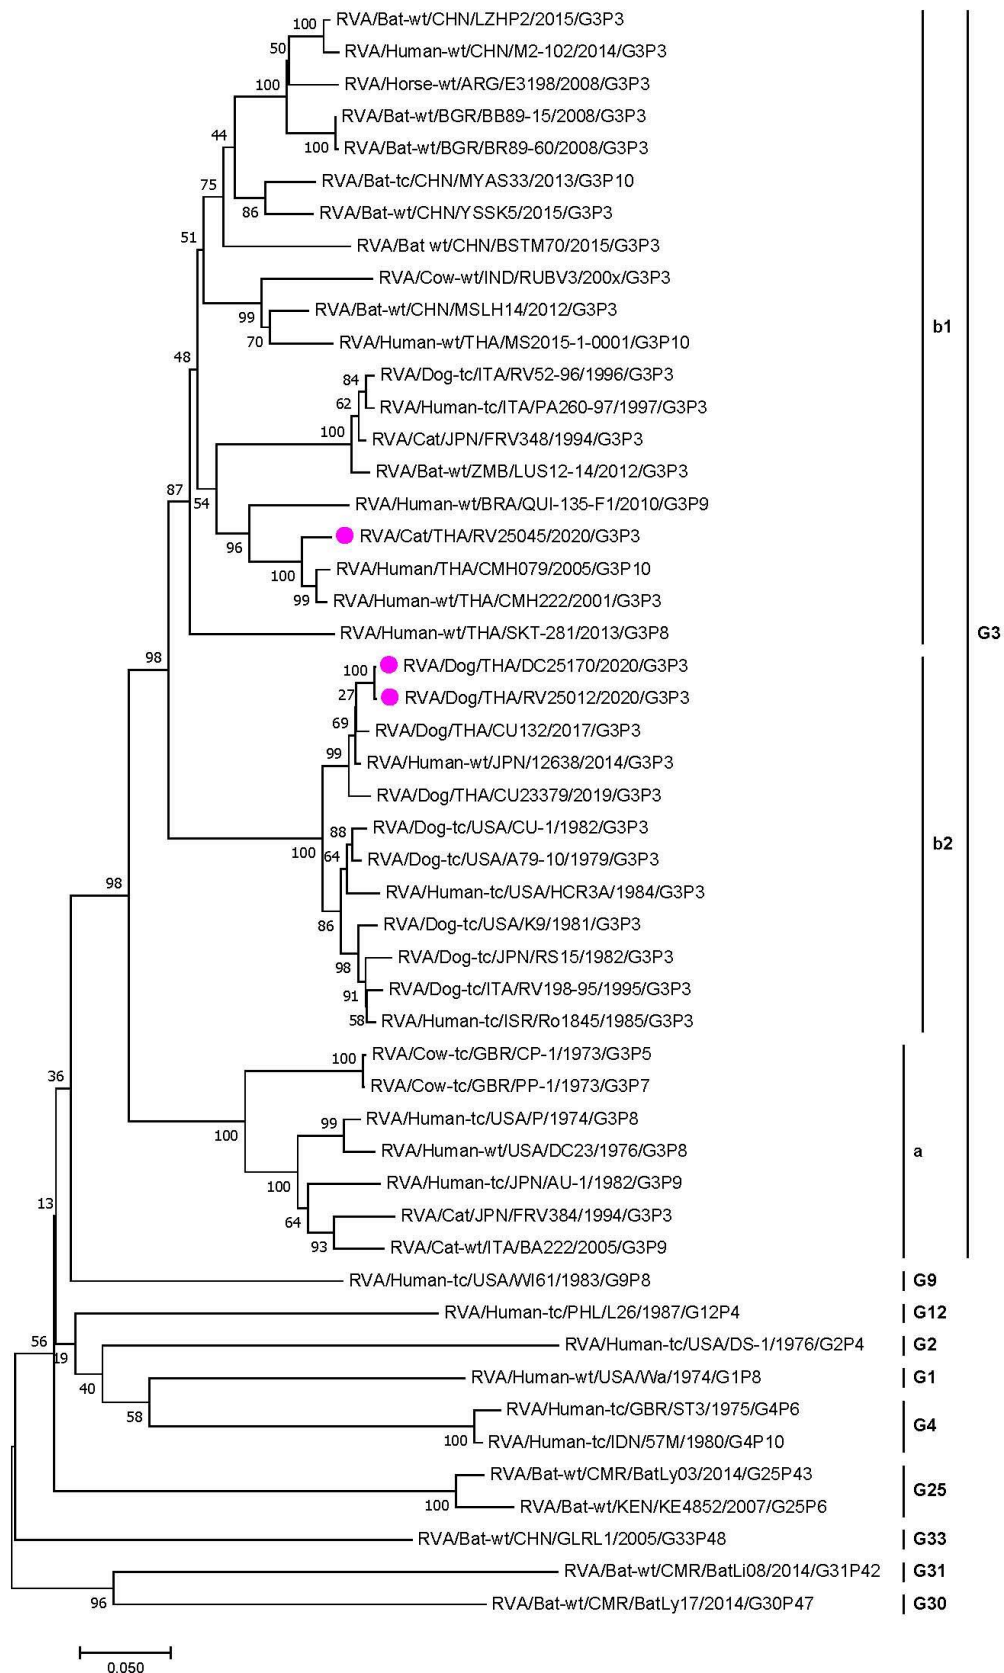 100 RVA/Bat-wt/CHN/LZHP2/2015/G3P3
50 RVA/Human-wt/CHN/M2-102/2014/G3P3
100 RVA/Horse-wt/ARG/E3198/2008/G3P3
RVA/Bat-wt/BGR/BB89-15/2008/G3P3
44 100 RVA/Bat-wt/BGR/BR89-60/2008/G3P3
75 RVA/Bat-tc/CHN/MYAS33/2013/G3P10
86 RVA/Bat-wt/CHN/YSSK5/2015/G3P3
51 RVA/Bat wt/CHN/BSTM70/2015/G3P3
RVA/Cow-wt/IND/RUBV3/200x/G3P3
99 RVA/Bat-wt/CHN/MSLH14/2012/G3P3
b1
70 RVA/Human-wt/THA/MS2015-1-0001/G3P10
48 84 RVA/Dog-tc/ITA/RV52-96/1996/G3P3
62 RVA/Human-tc/ITA/PA260-97/1997/G3P3
100 RVA/Cat/JPN/FRV348/1994/G3P3
RVA/Bat-wt/ZMB/LUS12-14/2012/G3P3
87 54 RVA/Human-wt/BRA/QUI-135-F1/2010/G3P9
96 RVA/Cat/THA/RV25045/2020/G3P3
100 RVA/Human/THA/CMH079/2005/G3P10
99 RVA/Human-wt/THA/CMH222/2001/G3P3
RVA/Human-wt/THA/SKT-281/2013/G3P8
G3
98 100 RVA/Dog/THA/DC25170/2020/G3P3
27 RVA/Dog/THA/RV25012/2020/G3P3
69 RVA/Dog/THA/CU132/2017/G3P3
99 RVA/Human-wt/JPN/12638/2014/G3P3
RVA/Dog/THA/CU23379/2019/G3P3
88 RVA/Dog-tc/USA/CU-1/1982/G3P3
b2
100 64 RVA/Dog-tc/USA/A79-10/1979/G3P3
98 RVA/Human-tc/USA/HCR3A/1984/G3P3
86 RVA/Dog-tc/USA/K9/1981/G3P3
98 RVA/Dog-tc/JPN/RS15/1982/G3P3
91 RVA/Dog-tc/ITA/RV198-95/1995/G3P3
58 RVA/Human-tc/ISR/Ro1845/1985/G3P3
100 RVA/Cow-tc/GBR/CP-1/1973/G3P5
36 RVA/Cow-tc/GBR/PP-1/1973/G3P7
100 99 RVA/Human-tc/USA/P/1974/G3P8
RVA/Human-wt/USA/DC23/1976/G3P8
a
100 RVA/Human-tc/JPN/AU-1/1982/G3P9
13 64 RVA/Cat/JPN/FRV384/1994/G3P3
93 RVA/Cat-wt/ITA/BA222/2005/G3P9
RVA/Human-tc/USA/WI61/1983/G9P8 G9
RVA/Human-tc/PHL/L26/1987/G12P4 G12
56 19 RVA/Human-tc/USA/DS-1/1976/G2P4 G2
40 RVA/Human-wt/USA/Wa/1974/G1P8 G1
58 RVA/Human-tc/GBR/ST3/1975/G4P6
G4
100 RVA/Human-tc/IDN/57M/1980/G4P10
RVA/Bat-wt/CMR/BatLy03/2014/G25P43
G25
100 RVA/Bat-wt/KEN/KE4852/2007/G25P6
RVA/Bat-wt/CHN/GLRL1/2005/G33P48 G33
RVA/Bat-wt/CMR/BatLi08/2014/G31P42 G31
96 RVA/Bat-wt/CMR/BatLy17/2014/G30P47 G30
0.050